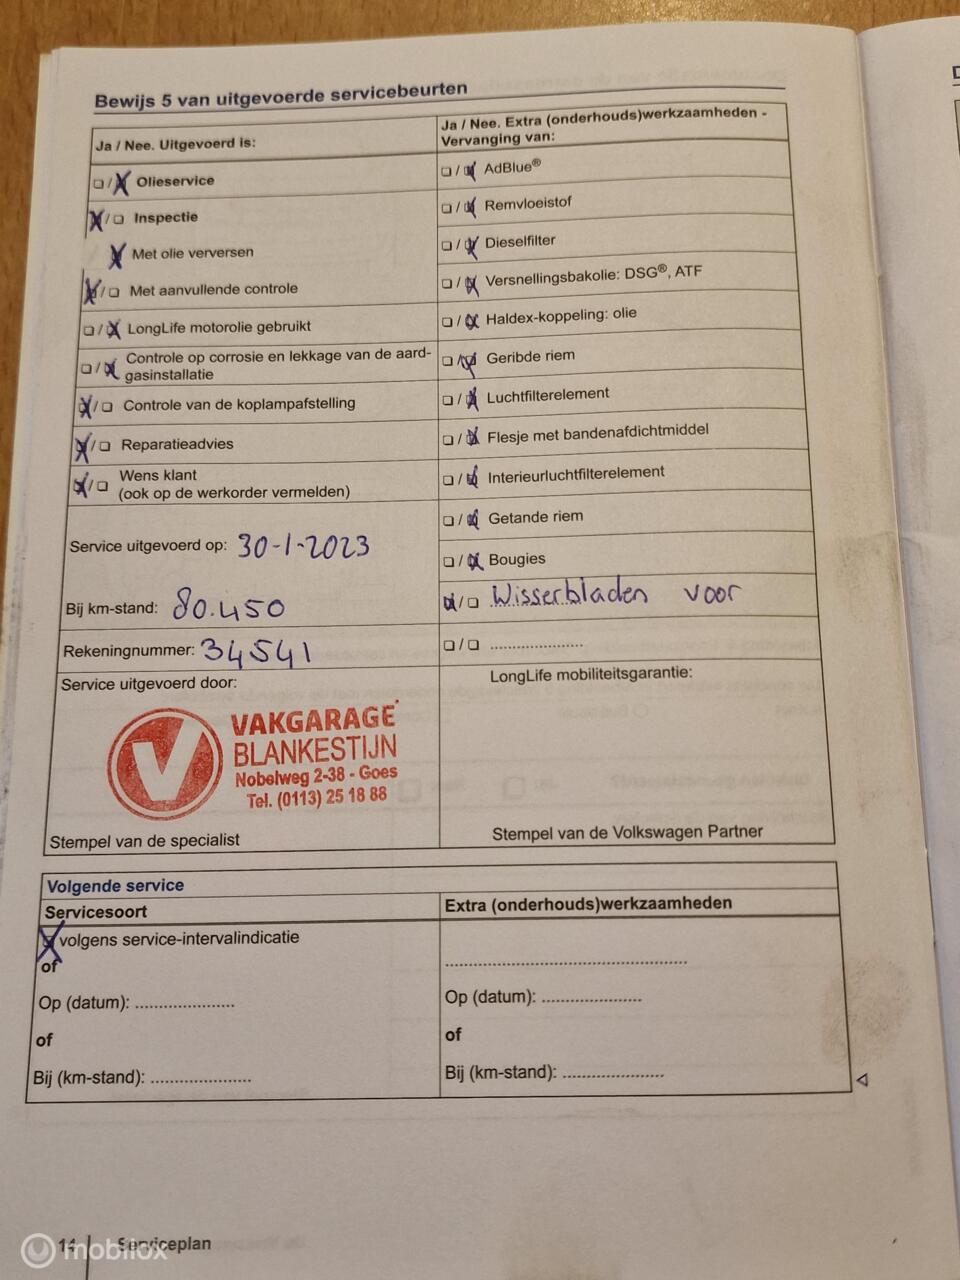 Bewijs 5 van uitgevoerde servicebeurten
Ja / Nee. Uitgevoerd is:
Olieservice
Inspectie
Met olie verversen
Met aanvullende controle
LongLife motorolie gebruikt
Controle op corrosie en lekkage van de aard-
gasinstallatie
Controle van de koplampafstelling
Reparatieadvies
Wens klant
(ook op de werkorder vermelden)
Service uitgevoerd op: 30-1-2023
Bij km-stand: 80.450
Rekeningnummer: 34541
Service uitgevoerd door:
VAKGARAGE
BLANKESTIJN
Nobelweg 2-38 - Goes
Tel. (0113) 25 18 88
Stempel van de specialist
Ja / Nee. Extra (onderhouds)werkzaamheden -
Vervanging van:
AdBlue®
Remvloeistof
Dieselfilter
Versnellingsbakolie: DSG®, ATF
Haldex-koppeling: olie
Geribde riem
Luchtfilterelement
Flesje met bandenafdichtmiddel
Interieurluchtfilterelement
Getande riem
Bougies
Wisserbladen voor
LongLife mobiliteitsgarantie:
Stempel van de Volkswagen Partner
Volgende service
Servicesoort
volgens service-intervalindicatie
of
Op (datum): ....................
of
Bij (km-stand): ....................
Extra (onderhouds)werkzaamheden
Op (datum): ....................
of
Bij (km-stand): ....................
14 Serviceplan
mobilox